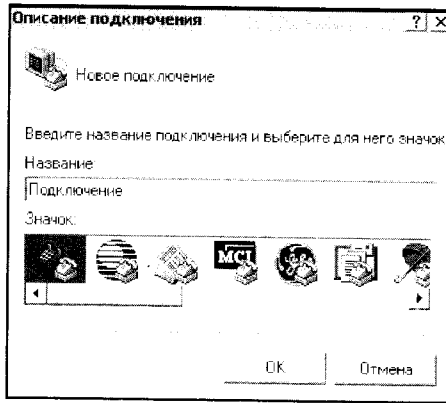 Описание подключения
? X
Новое подключение
Введите название подключения и выберите для него значок
Название:
Подключение
Значок:
MCI
OK
Отмена